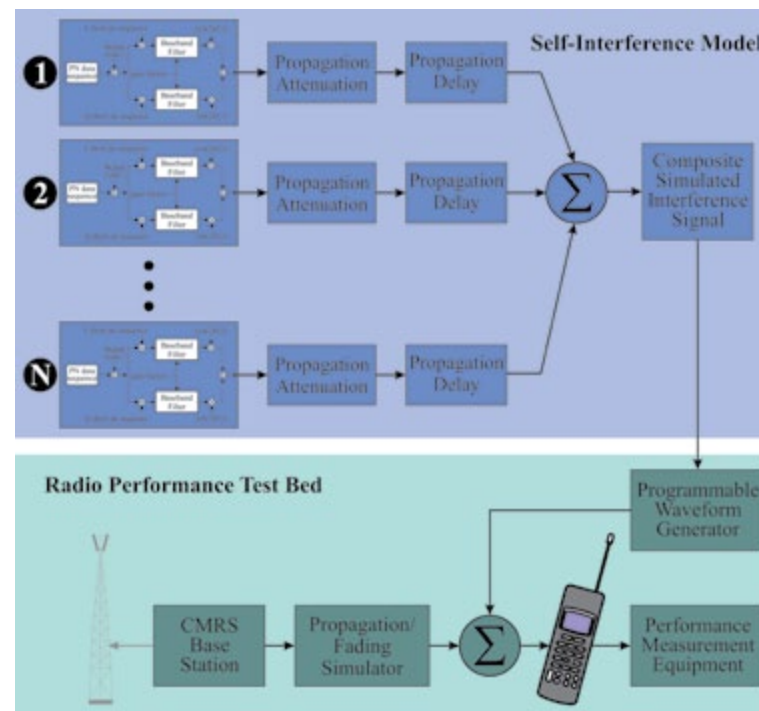 Self-Interference Model
1
PN data
sequence
Baseband
Filter
Baseband
Filter
Propagation
Attenuation
Propagation
Delay
2
PN data
sequence
Baseband
Filter
Baseband
Filter
Propagation
Attenuation
Propagation
Delay
Σ
Composite
Simulated
Interference
Signal
N
PN data
sequence
Baseband
Filter
Baseband
Filter
Propagation
Attenuation
Propagation
Delay
Radio Performance Test Bed
Programmable
Waveform
Generator
CMRS
Base
Station
Propagation/
Fading
Simulator
Σ
Performance
Measurement
Equipment